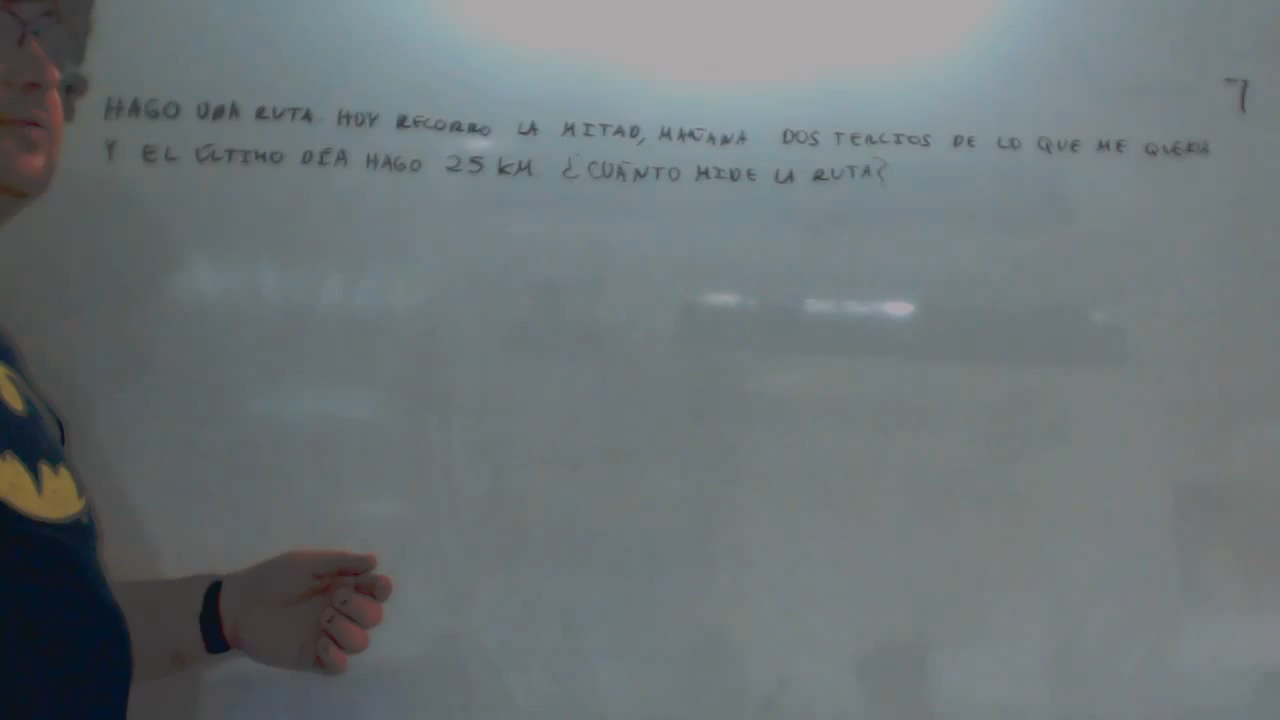 7
HAGO UNA RUTA HOY RECORRO LA MITAD, MAÑANA DOS TERCIOS DE LO QUE ME QUEDA
Y EL ÚLTIMO DÍA HAGO 25 KM ¿CUÁNTO MIDE LA RUTA?